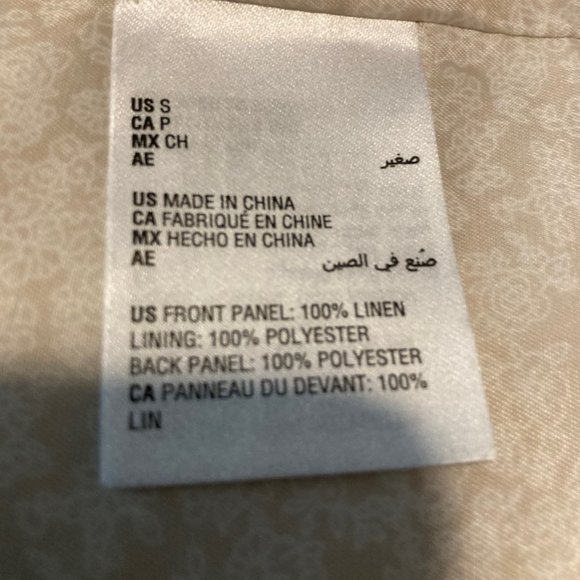 US S
CA P
MX CH
AE صغير
US MADE IN CHINA
CA FABRIQUÉ EN CHINE
MX HECHO EN CHINA
AE صُنع في الصين
US FRONT PANEL: 100% LINEN
LINING: 100% POLYESTER
BACK PANEL: 100% POLYESTER
CA PANNEAU DU DEVANT: 100%
LIN